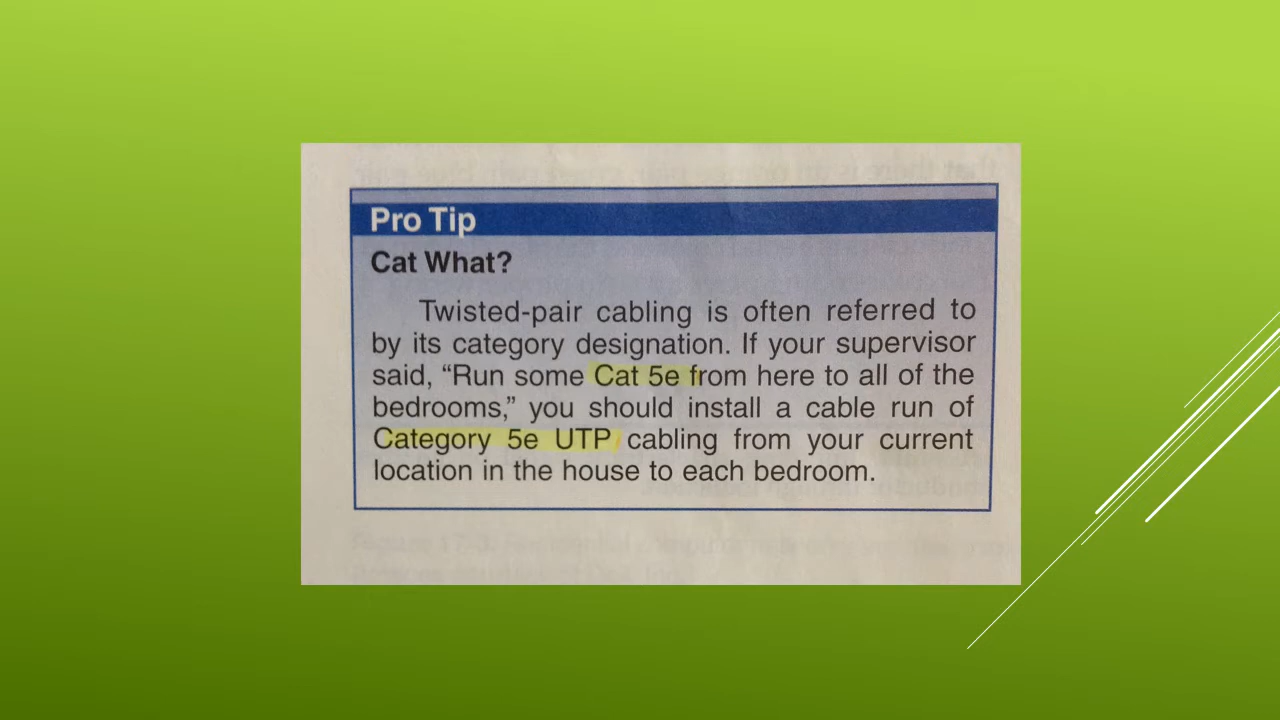 Pro Tip
Cat What?
Twisted-pair cabling is often referred to
by its category designation. If your supervisor
said, “Run some Cat 5e from here to all of the
bedrooms,” you should install a cable run of
Category 5e UTP cabling from your current
location in the house to each bedroom.